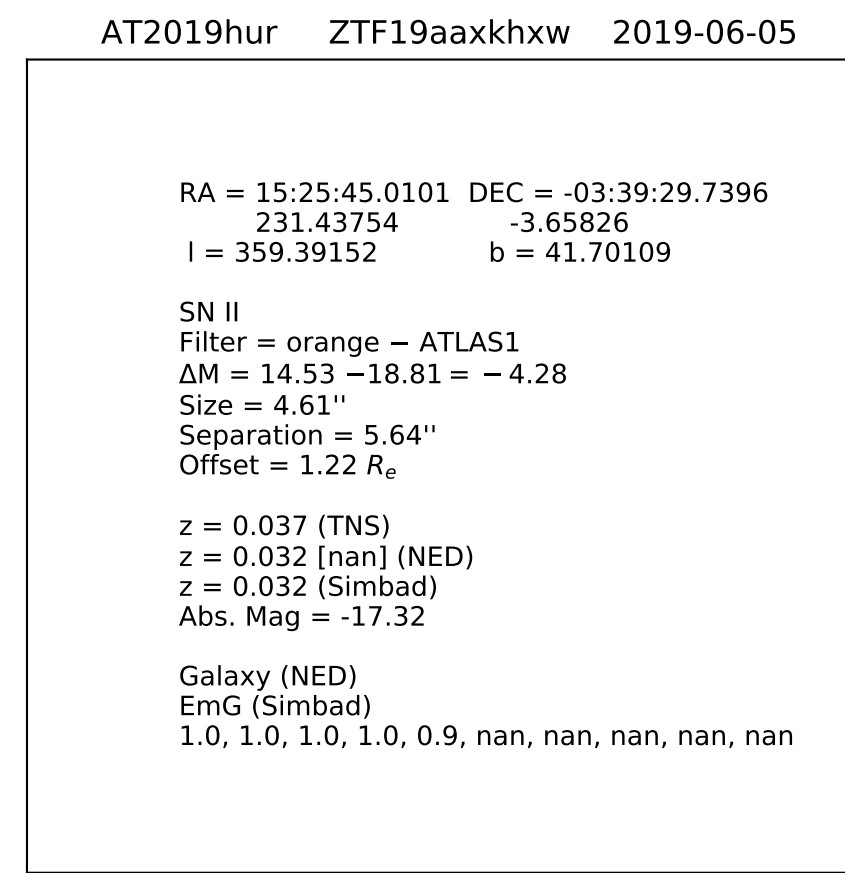 AT2019hur ZTF19aaxkhxw 2019-06-05
RA = 15:25:45.0101 DEC = -03:39:29.7396
231.43754 -3.65826
l = 359.39152 b = 41.70109
SN II
Filter = orange − ATLAS1
ΔM = 14.53 −18.81 = −4.28
Size = 4.61''
Separation = 5.64''
Offset = 1.22 Rₑ
z = 0.037 (TNS)
z = 0.032 [nan] (NED)
z = 0.032 (Simbad)
Abs. Mag = -17.32
Galaxy (NED)
EmG (Simbad)
1.0, 1.0, 1.0, 1.0, 0.9, nan, nan, nan, nan, nan